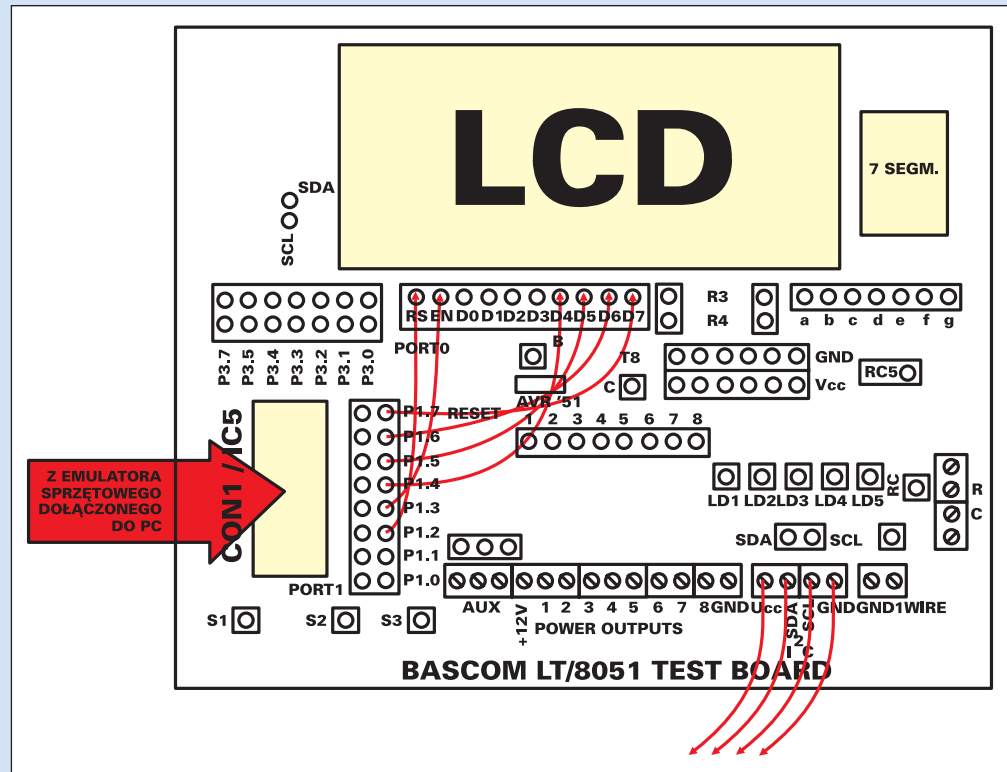 LCD
7 SEGM.
SDA
SCL
RS EN D0 D1 D2 D3 D4 D5 D6 D7
PORT0
R3
R4
a b c d e f g
P3.7 P3.5 P3.4 P3.3 P3.2 P3.1 P3.0
B
T8
C
GND
Vcc
RC5
AVR '51
RESET
P1.7
P1.6
P1.5
P1.4
P1.3
P1.2
P1.1
P1.0
1 2 3 4 5 6 7 8
Z EMULATORA
SPRZĘTOWEGO
DOŁĄCZONEGO
DO PC
CON1 / IC5
PORT1
LD1 LD2 LD3 LD4 LD5
RC
R
C
SDA SCL
S1 S2 S3
AUX
+12V 1 2 3 4 5 6 7 8 GND Ucc SDA SCL GND GND 1WIRE
POWER OUTPUTS
I2C
BASCOM LT/8051 TEST BOARD